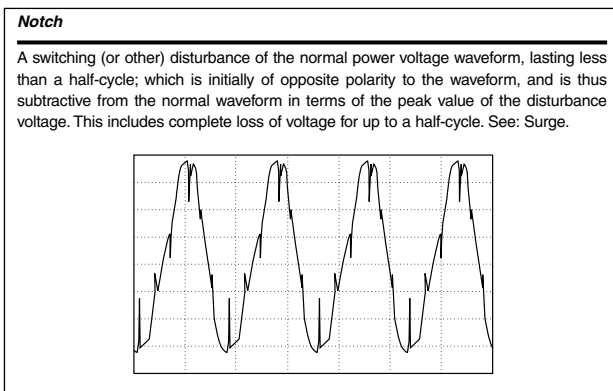 Notch
A switching (or other) disturbance of the normal power voltage waveform, lasting less
than a half-cycle; which is initially of opposite polarity to the waveform, and is thus
subtractive from the normal waveform in terms of the peak value of the disturbance
voltage. This includes complete loss of voltage for up to a half-cycle. See: Surge.